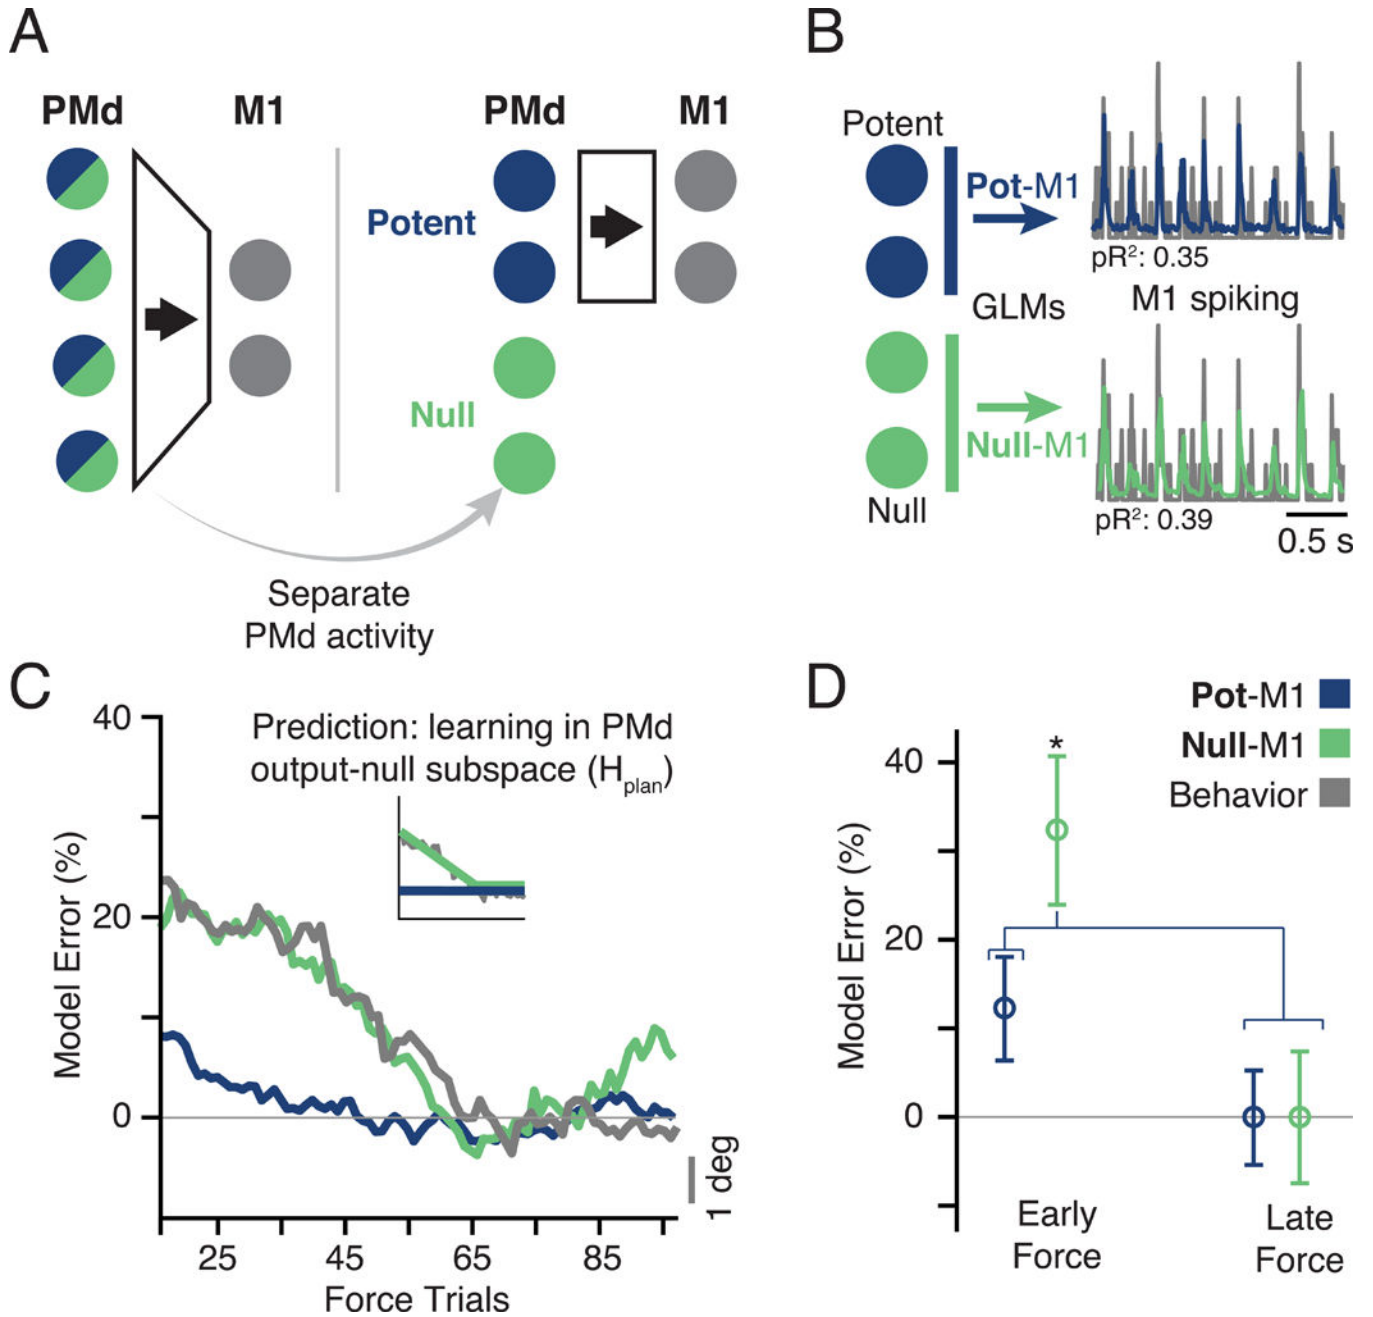 A
PMd
M1
PMd
M1
Potent
Null
Separate
PMd activity
B
Potent
Pot-M1
pR²: 0.35
GLMs
M1 spiking
Null-M1
Null
pR²: 0.39
0.5 s
C
Prediction: learning in PMd
output-null subspace (Hplan)
Model Error (%)
40
20
0
1 deg
25
45
65
85
Force Trials
D
Pot-M1
Null-M1
Behavior
*
Model Error (%)
40
20
0
Early
Force
Late
Force